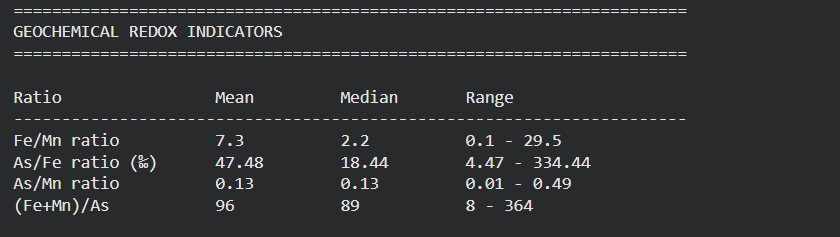 ======================================================================
GEOCHEMICAL REDOX INDICATORS
======================================================================
Ratio Mean Median Range
----------------------------------------------------------------------
Fe/Mn ratio 7.3 2.2 0.1 - 29.5
As/Fe ratio (‰) 47.48 18.44 4.47 - 334.44
As/Mn ratio 0.13 0.13 0.01 - 0.49
(Fe+Mn)/As 96 89 8 - 364